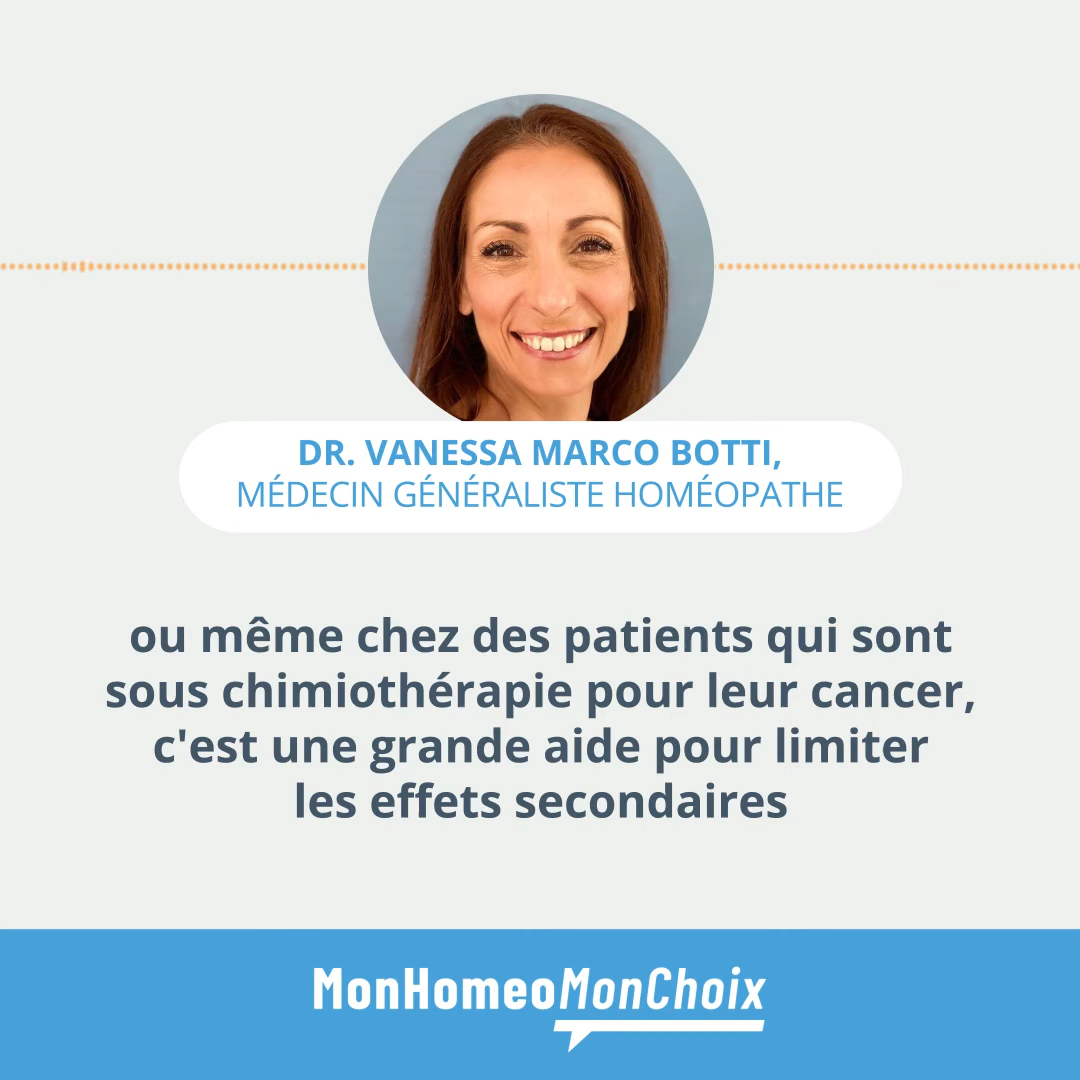 DR. VANESSA MARCO BOTTI,
MÉDECIN GÉNÉRALISTE HOMÉOPATHE
ou même chez des patients qui sont
sous chimiothérapie pour leur cancer,
c'est une grande aide pour limiter
les effets secondaires
MonHomeoMonChoix